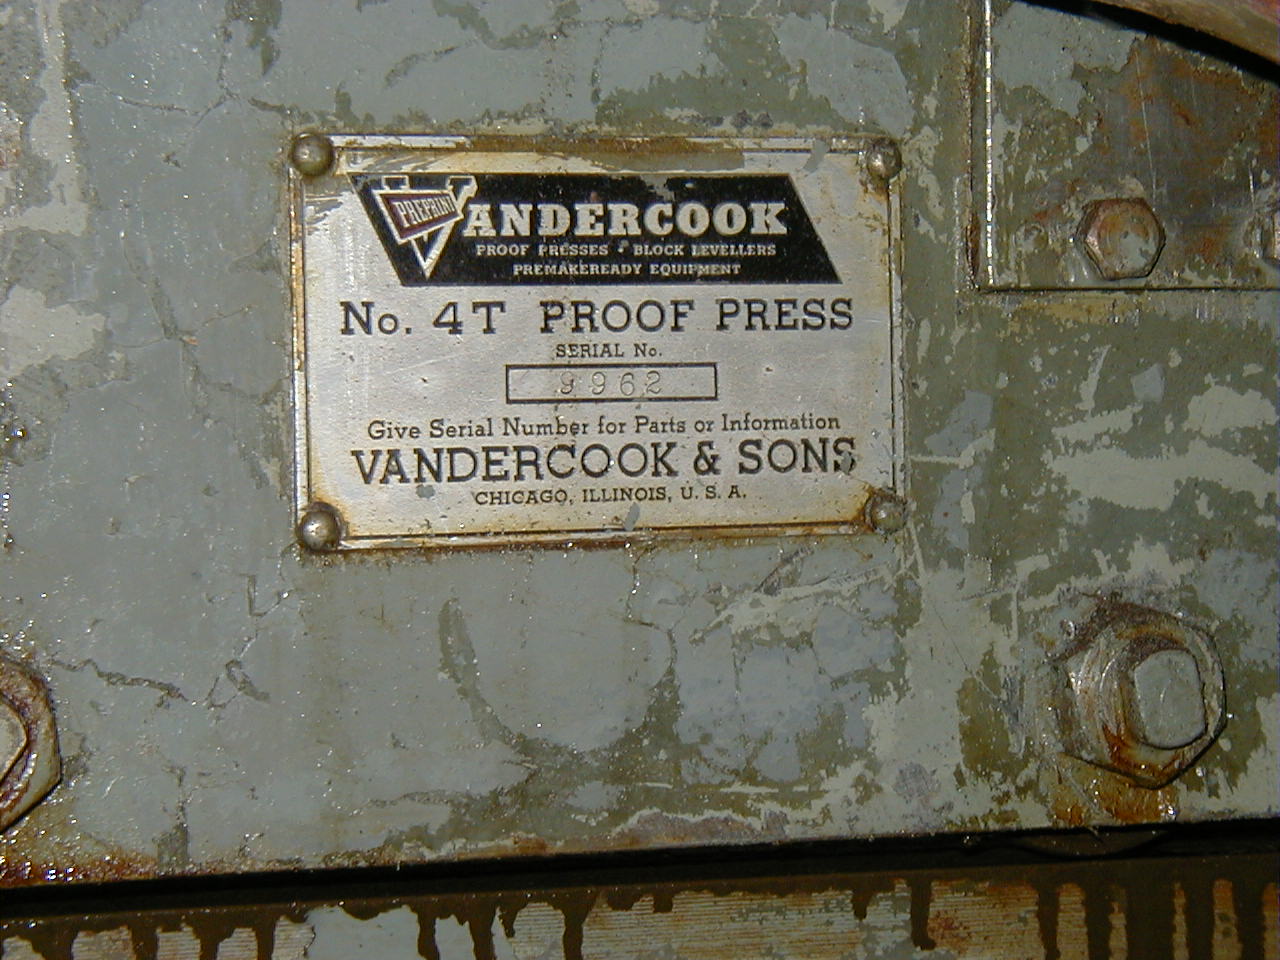 PREPRINT
VANDERCOOK
PROOF PRESSES • BLOCK LEVELLERS
PREMAKEREADY EQUIPMENT
No. 4T PROOF PRESS
SERIAL No.
9962
Give Serial Number for Parts or Information
VANDERCOOK & SONS
CHICAGO, ILLINOIS, U. S. A.